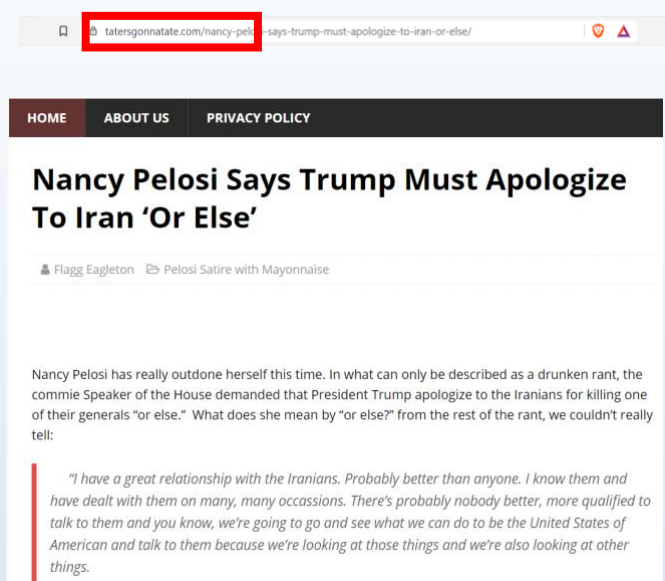 tatersgonnatate.com/nancy-pelosi-says-trump-must-apologize-to-iran-or-else/
HOME ABOUT US PRIVACY POLICY
Nancy Pelosi Says Trump Must Apologize
To Iran ‘Or Else’
Flagg Eagleton Pelosi Satire with Mayonnaise
Nancy Pelosi has really outdone herself this time. In what can only be described as a drunken rant, the
commie Speaker of the House demanded that President Trump apologize to the Iranians for killing one
of their generals “or else.” What does she mean by “or else?” from the rest of the rant, we couldn’t really
tell:
“I have a great relationship with the Iranians. Probably better than anyone. I know them and
have dealt with them on many, many occassions. There’s probably nobody better, more qualified to
talk to them and you know, we’re going to go and see what we can do to be the United States of
American and talk to them because we’re looking at those things and we’re also looking at other
things.